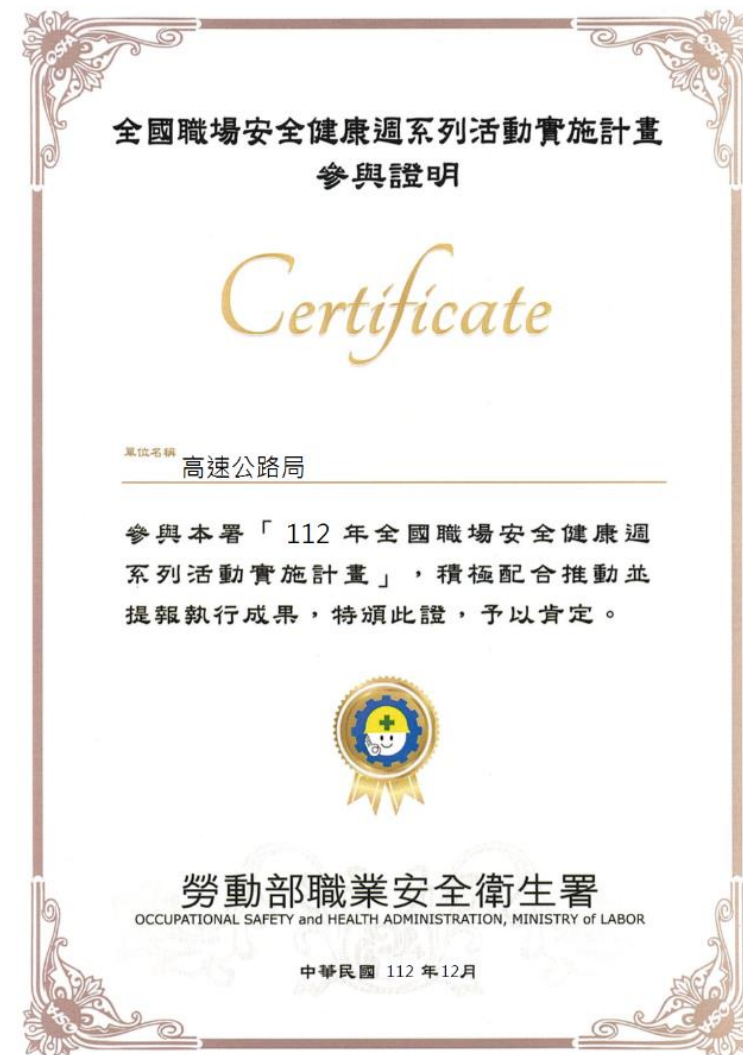 全國職場安全健康週系列活動實施計畫
參與證明
Certificate
單位名稱 高速公路局
參與本署「 112 年全國職場安全健康週
系列活動實施計畫」，積極配合推動並
提報執行成果，特頒此證，予以肯定。
勞動部職業安全衛生署
OCCUPATIONAL SAFETY and HEALTH ADMINISTRATION, MINISTRY of LABOR
中華民國 112 年12月
OSHA
OSHA
OSHA
OSHA